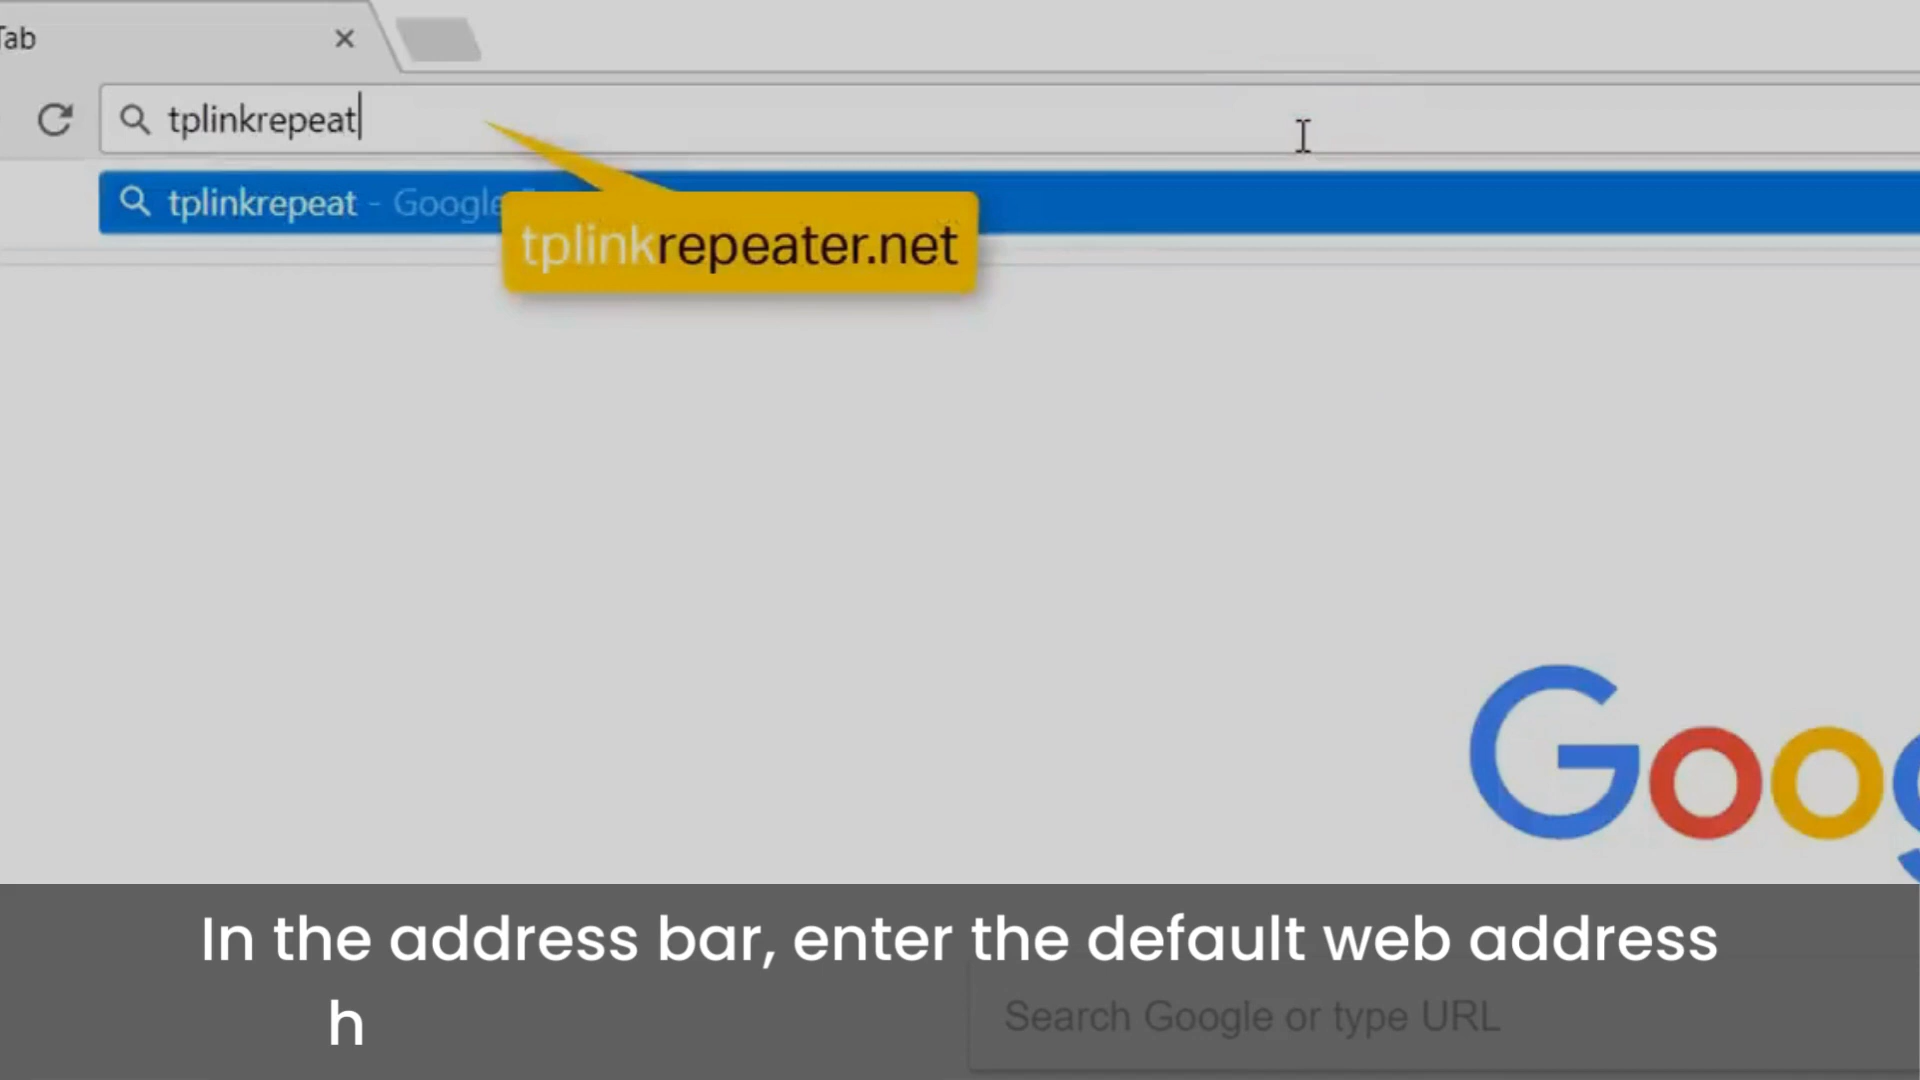 Tab
tplinkrepeat
tplinkrepeat - Google
tplinkrepeater.net
Goog
In the address bar, enter the default web address
h
Search Google or type URL